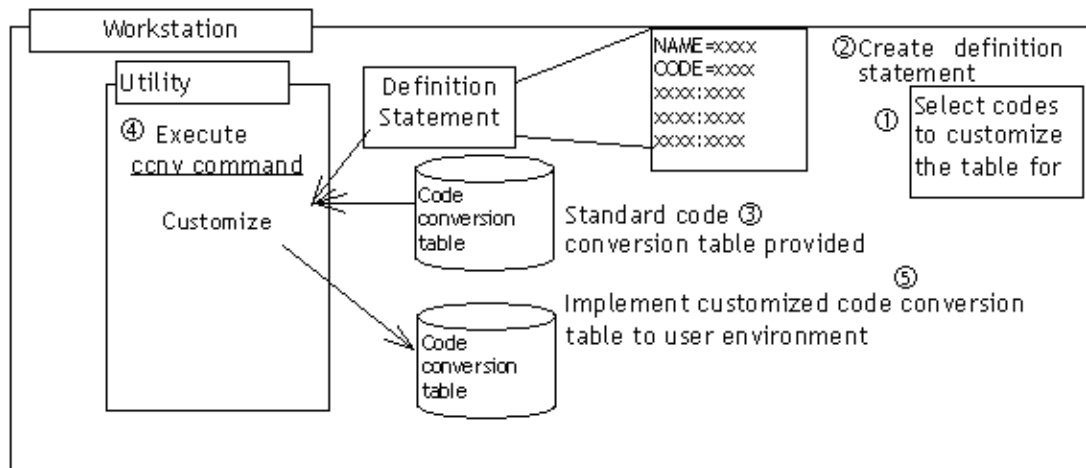 Workstation
Utility
④ Execute
ccnv command
Customize
Definition
Statement
NAME=xxxx
CODE=xxxx
xxxx:xxxx
xxxx:xxxx
xxxx:xxxx
②Create definition
statement
①
Select codes
to customize
the table for
Code
conversion
table
Standard code ③
conversion table provided
⑤
Implement customized code conversion
table to user environment
Code
conversion
table